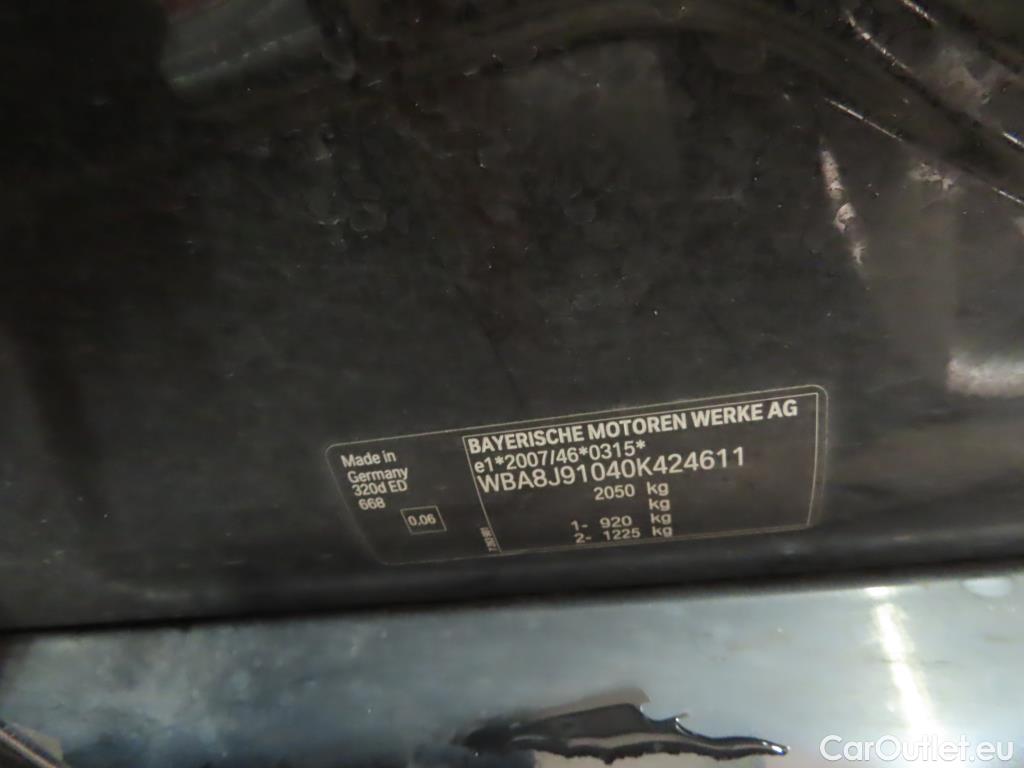 Made in
Germany
320d ED
668
0.06
BAYERISCHE MOTOREN WERKE AG
e1*2007/46*0315*
WBA8J91040K424611
2050 kg
kg
1- 920 kg
2- 1225 kg
CarOutlet.eu